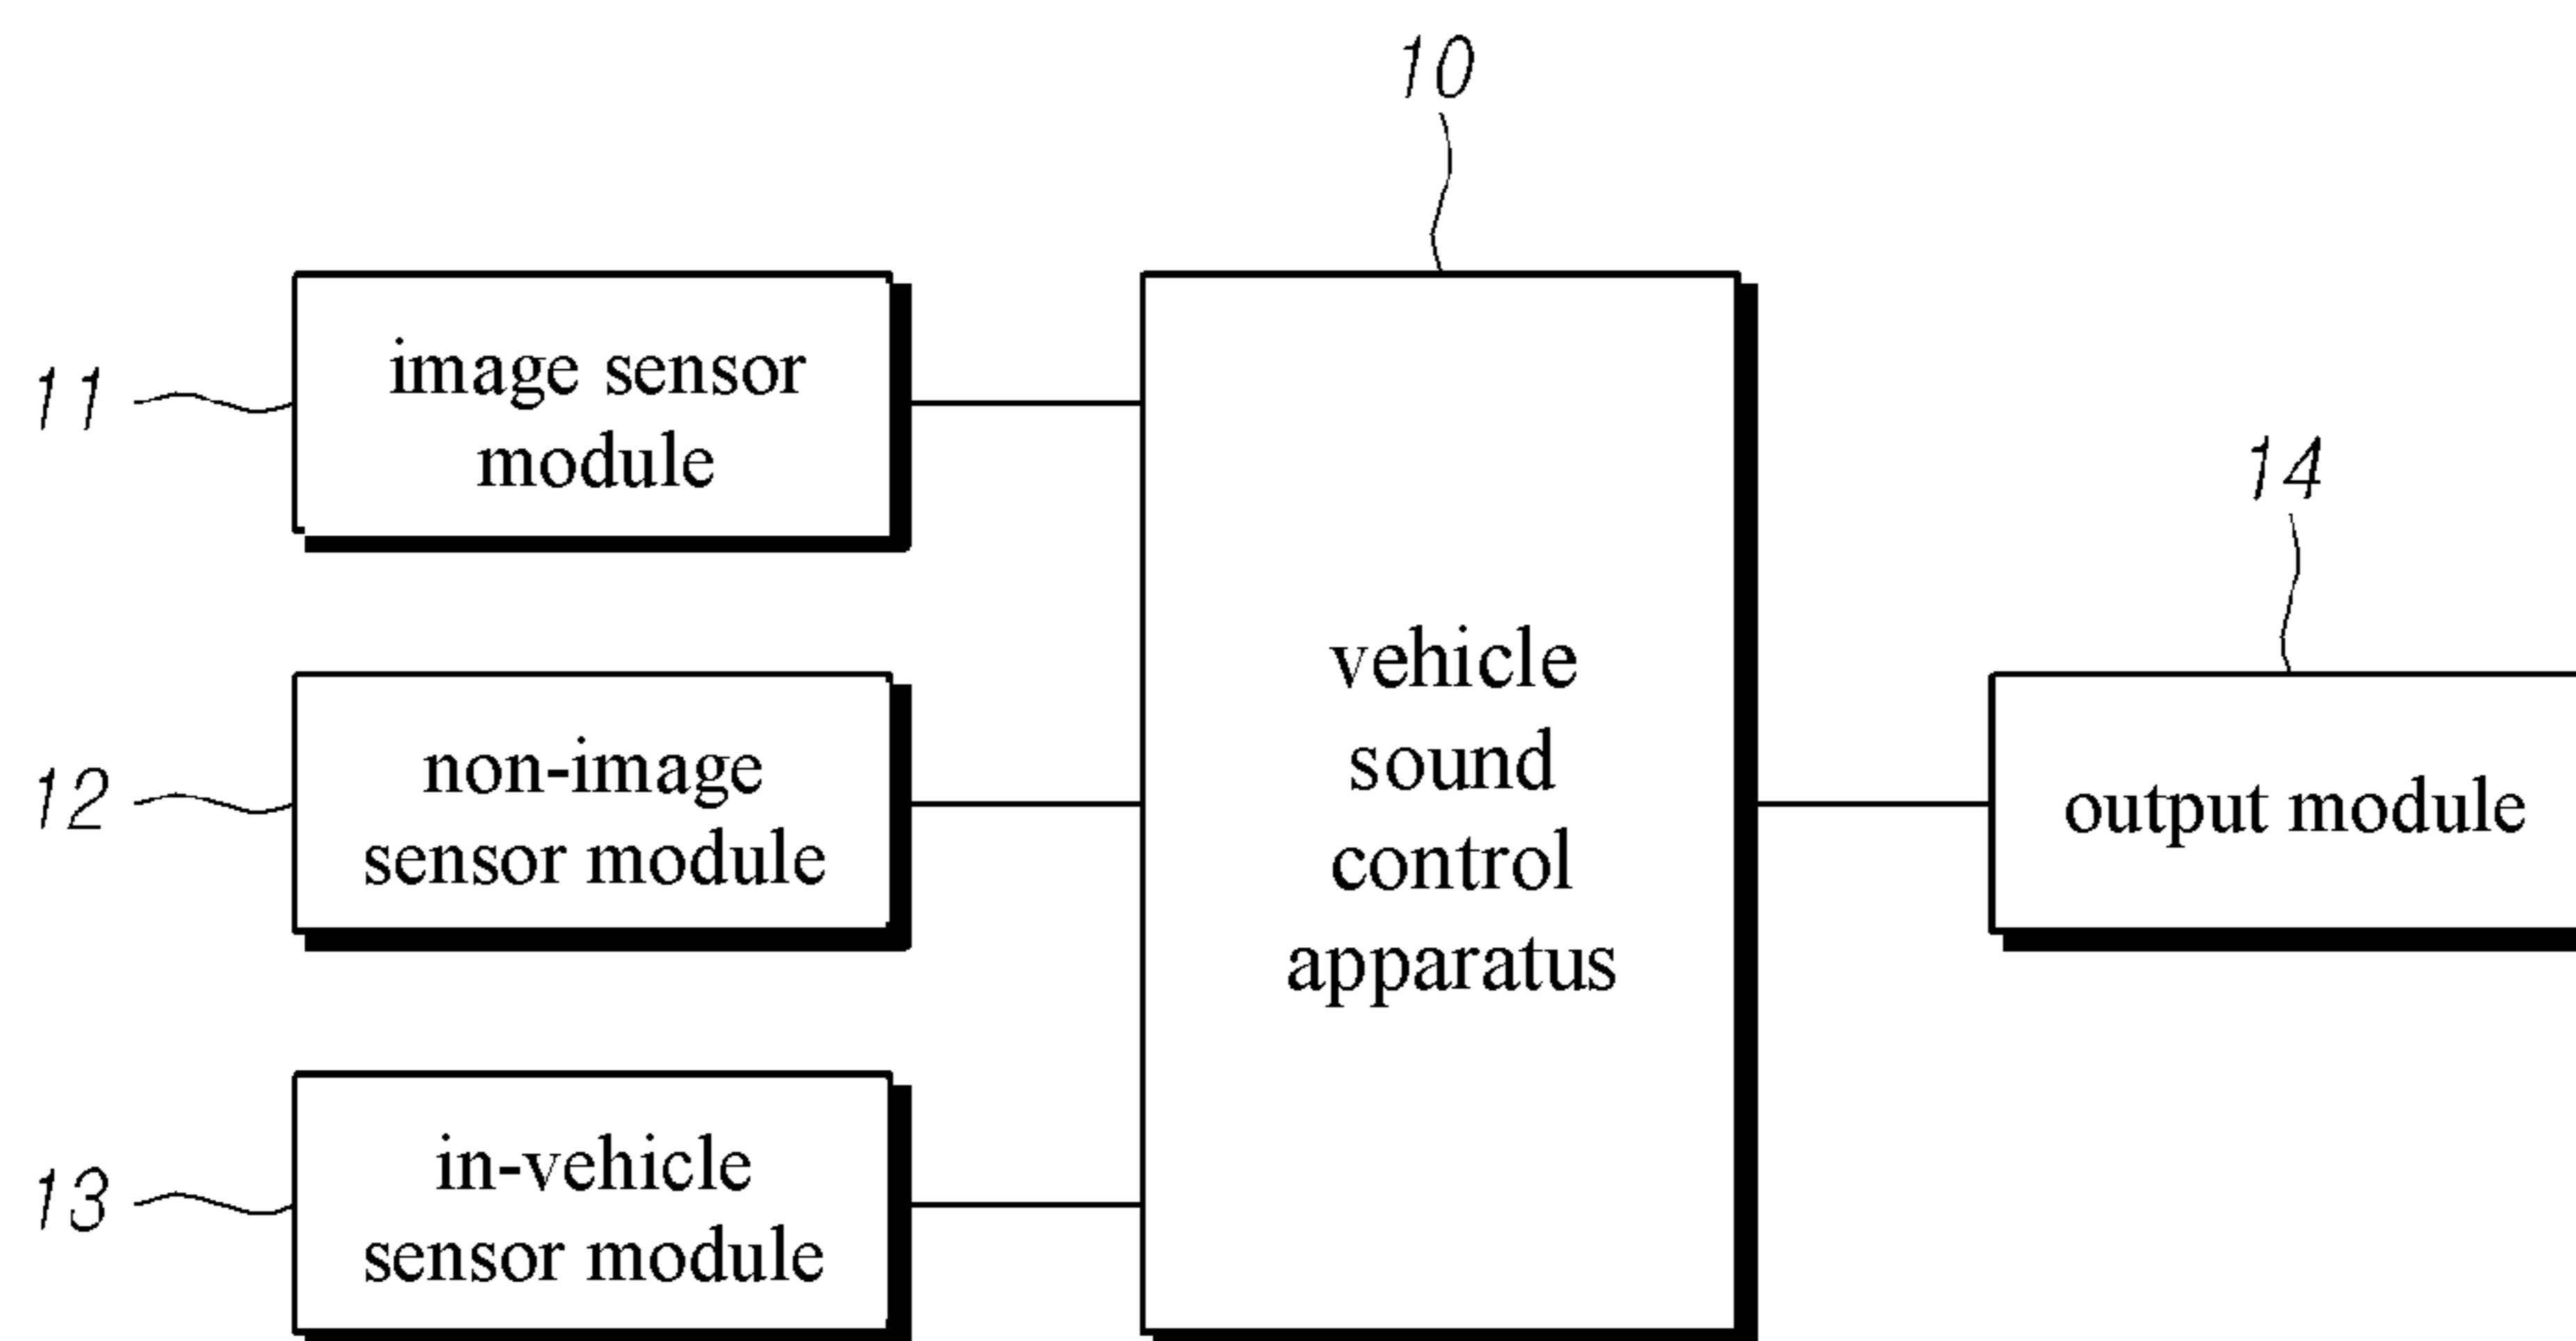 10
11
image sensor
module
14
12
non-image
sensor module
vehicle
sound
control
apparatus
output module
13
in-vehicle
sensor module